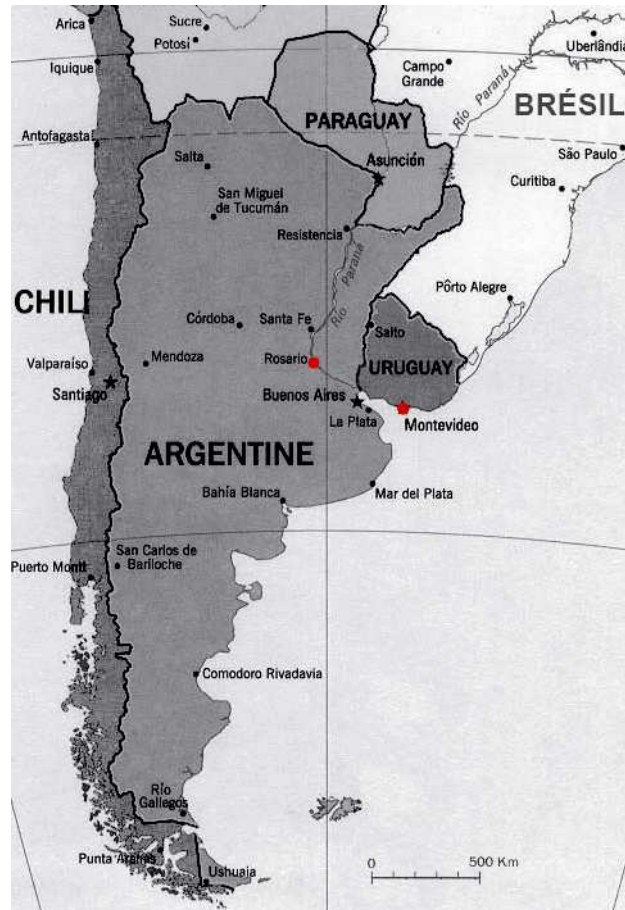 Arica
Sucre
Potosí
Uberlândia
Iquique
Campo
Grande
Río Paraná
BRÉSIL
PARAGUAY
Antofagasta
São Paulo
Salta
Asunción
Curitiba
San Miguel
de Tucumán
Resistencia
Río Paraná
CHILI
Pôrto Alegre
Córdoba
Santa Fe
Salto
Valparaíso
Mendoza
Rosario
URUGUAY
Santiago
Buenos Aires
La Plata
Montevideo
ARGENTINE
Bahía Blanca
Mar del Plata
San Carlos de
Bariloche
Puerto Montt
Comodoro Rivadavia
Río
Gallegos
Punta Arenas
Ushuaia
0
500 Km